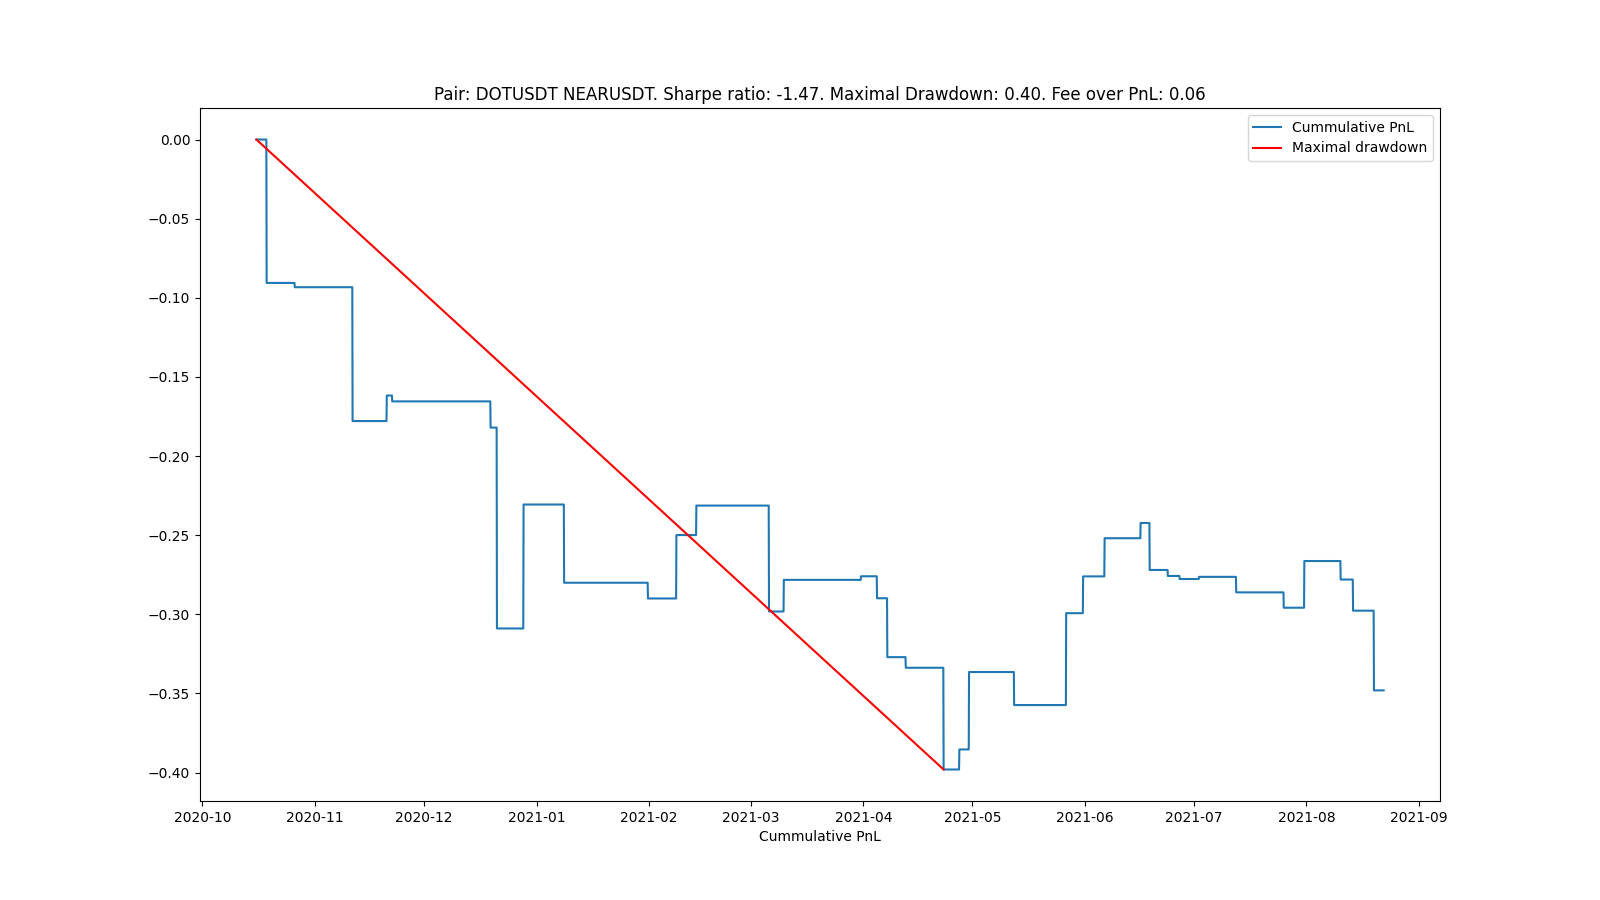 Pair: DOTUSDT NEARUSDT. Sharpe ratio: -1.47. Maximal Drawdown: 0.40. Fee over PnL: 0.06
Cummulative PnL
Maximal drawdown
0.00
−0.05
−0.10
−0.15
−0.20
−0.25
−0.30
−0.35
−0.40
2020-10 2020-11 2020-12 2021-01 2021-02 2021-03 2021-04 2021-05 2021-06 2021-07 2021-08 2021-09
Cummulative PnL